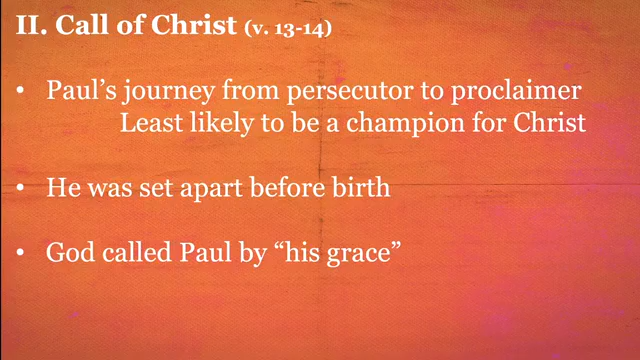 II. Call of Christ (v. 13-14)
• Paul’s journey from persecutor to proclaimer
Least likely to be a champion for Christ
• He was set apart before birth
• God called Paul by “his grace”